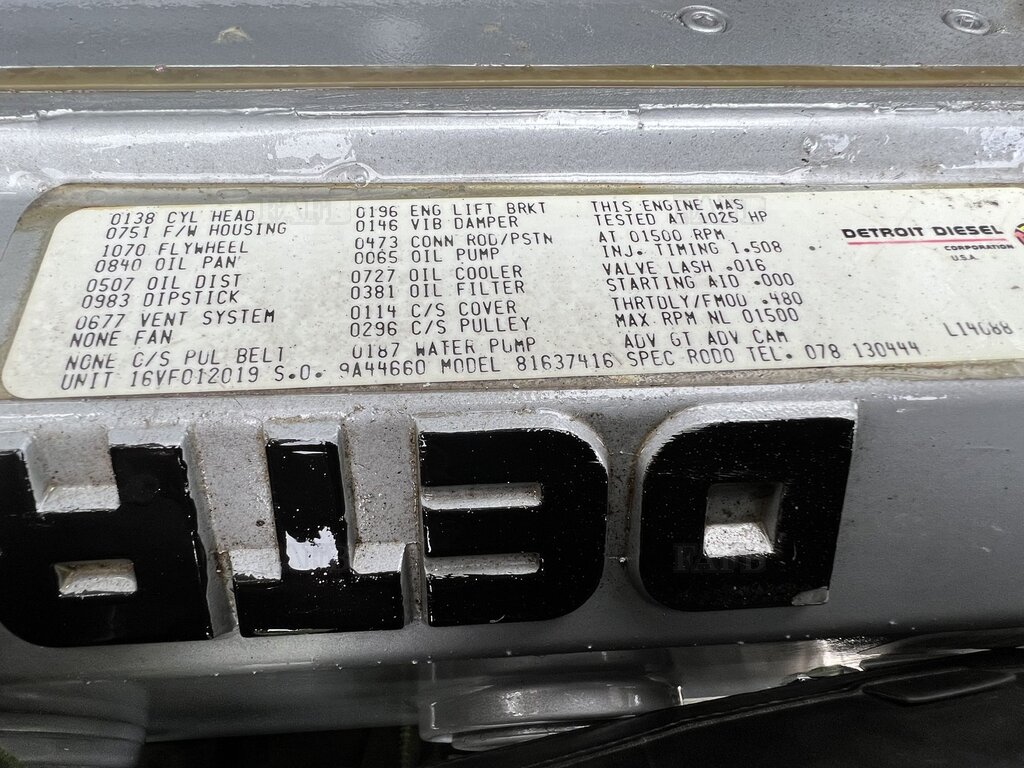 0138 CYL HEAD
0751 F/W HOUSING
1070 FLYWHEEL
0840 OIL PAN
0507 OIL DIST
0983 DIPSTICK
0677 VENT SYSTEM
NONE FAN
NONE C/S PUL BELT
0196 ENG LIFT BRKT
0146 VIB DAMPER
0473 CONN ROD/PSTN
0065 OIL PUMP
0727 OIL COOLER
0381 OIL FILTER
0114 C/S COVER
0296 C/S PULLEY
0187 WATER PUMP
THIS ENGINE WAS
TESTED AT 1025 HP
AT 01500 RPM
INJ. TIMING 1.508
VALVE LASH .016
STARTING AID .000
THRTDLY/FMOD .480
MAX RPM NL 01500
ADV GT ADV CAM
UNIT 16VF012019 S.O. 9A44660 MODEL 81637416 SPEC RODO TEL. 078 130444
DETROIT DIESEL
CORPORATION
U.S.A.
DET